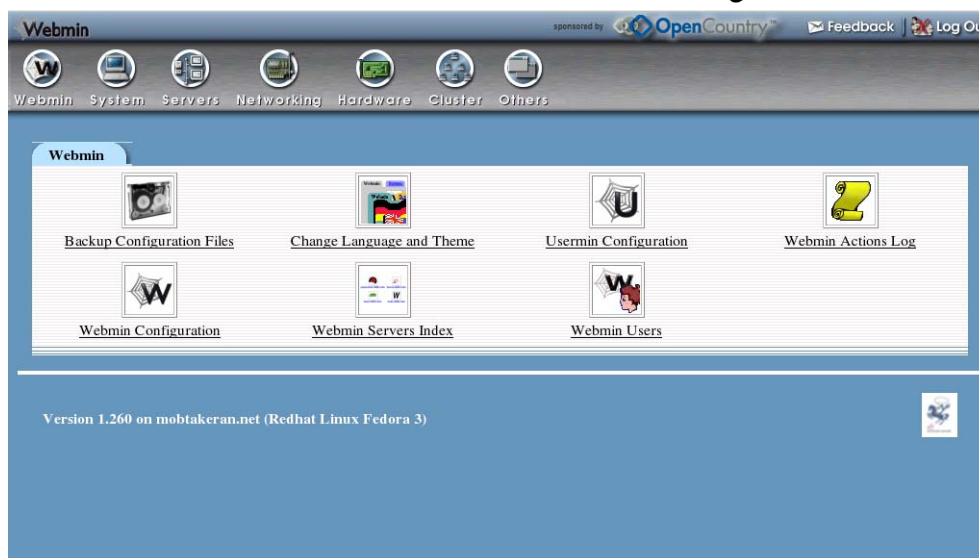 Webmin sponsored by OpenCountry™ Feedback Log Ou
Webmin System Servers Networking Hardware Cluster Others
Webmin
Backup Configuration Files Change Language and Theme Usermin Configuration Webmin Actions Log
Webmin Configuration Webmin Servers Index Webmin Users
Version 1.260 on mobtakeran.net (Redhat Linux Fedora 3)